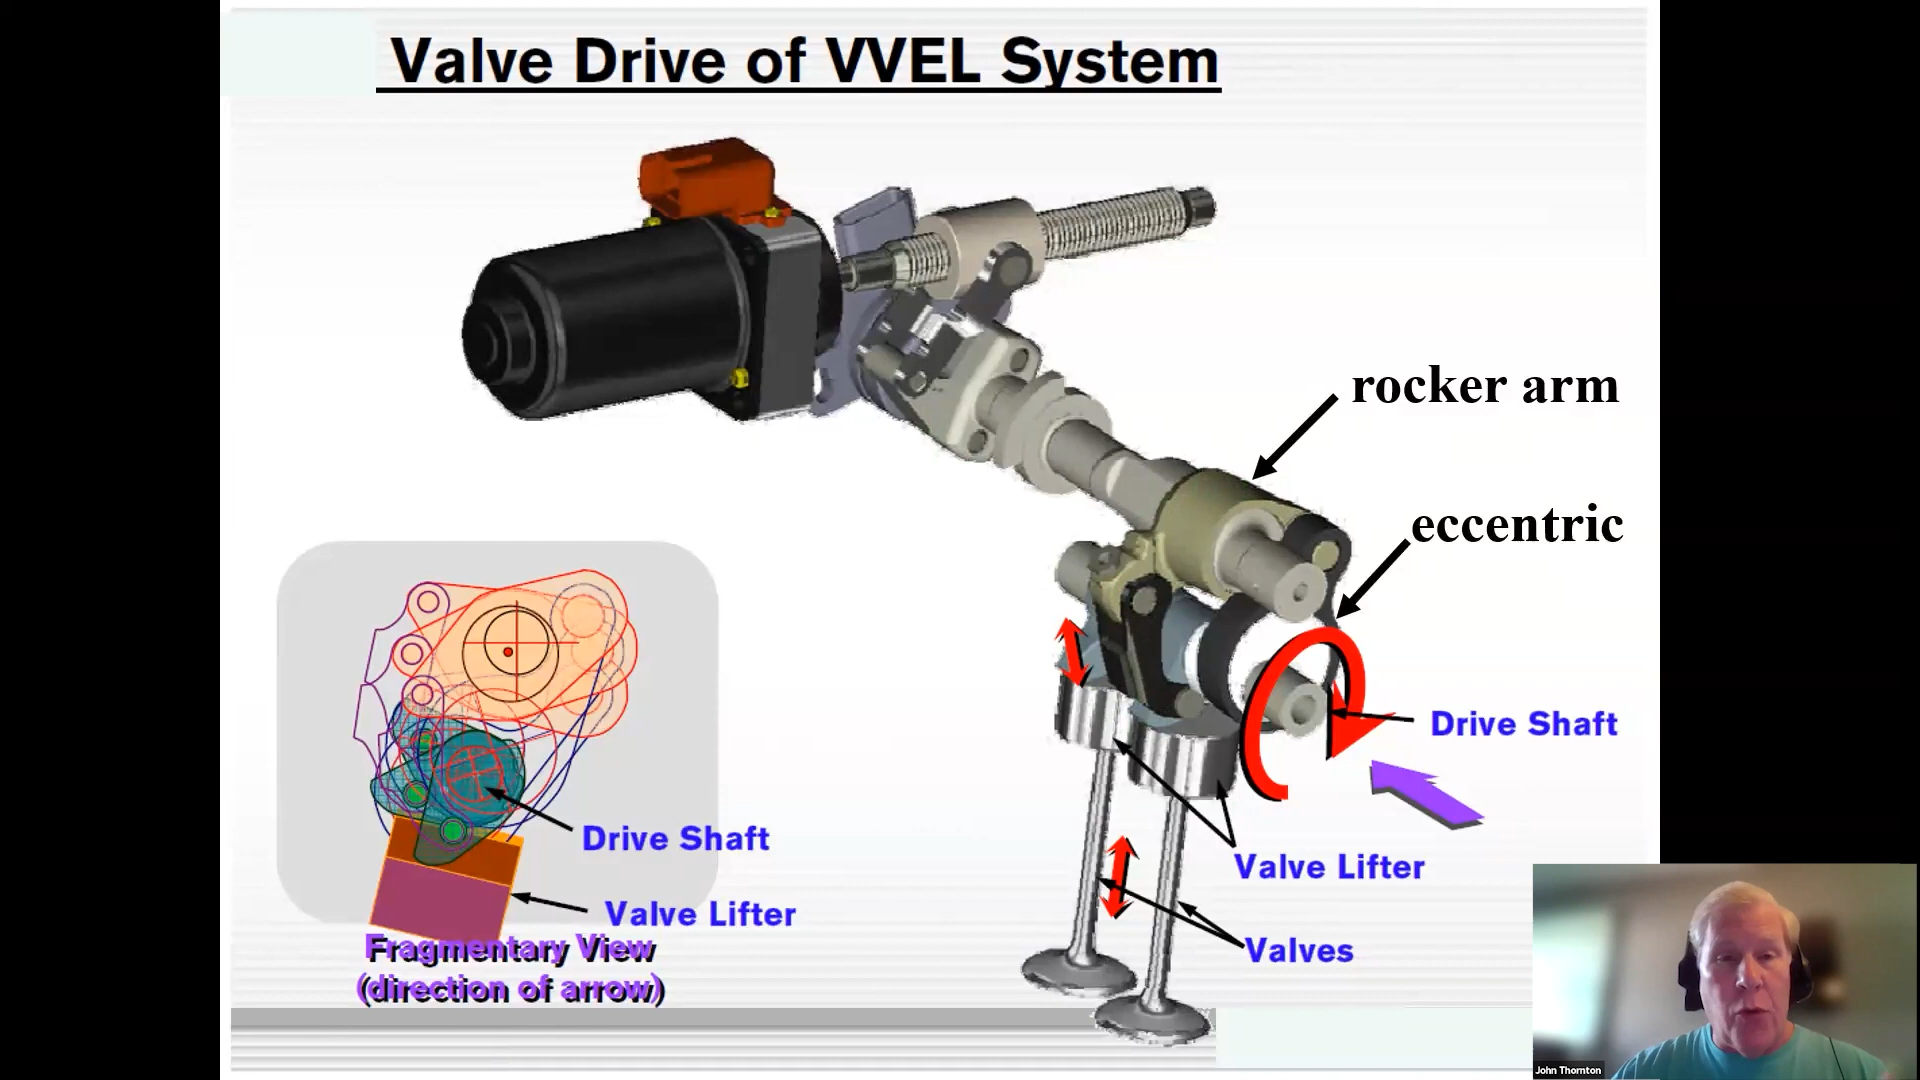 Valve Drive of VVEL System
rocker arm
eccentric
Drive Shaft
Drive Shaft
Valve Lifter
Valve Lifter
Fragmentary View
(direction of arrow)
Valves
John Thornton